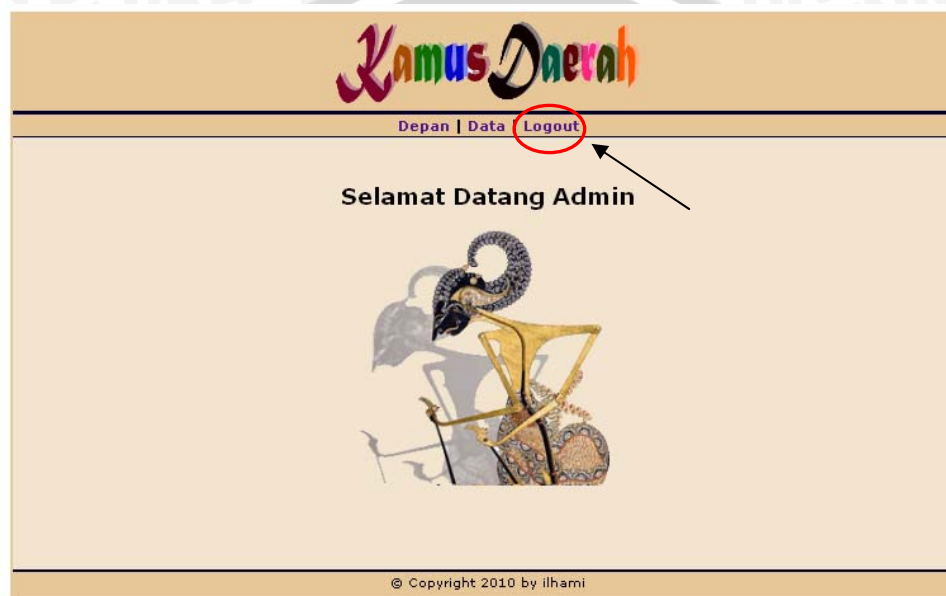 Kamus Daerah
Depan | Data | Logout
Selamat Datang Admin
© Copyright 2010 by ilhami